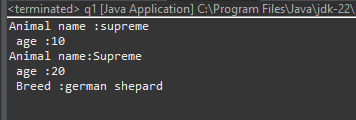 <terminated> q1 [Java Application] C:\Program Files\Java\jdk-22\
Animal name :supreme
 age :10
Animal name:Supreme
 age :20
 Breed :german shepard